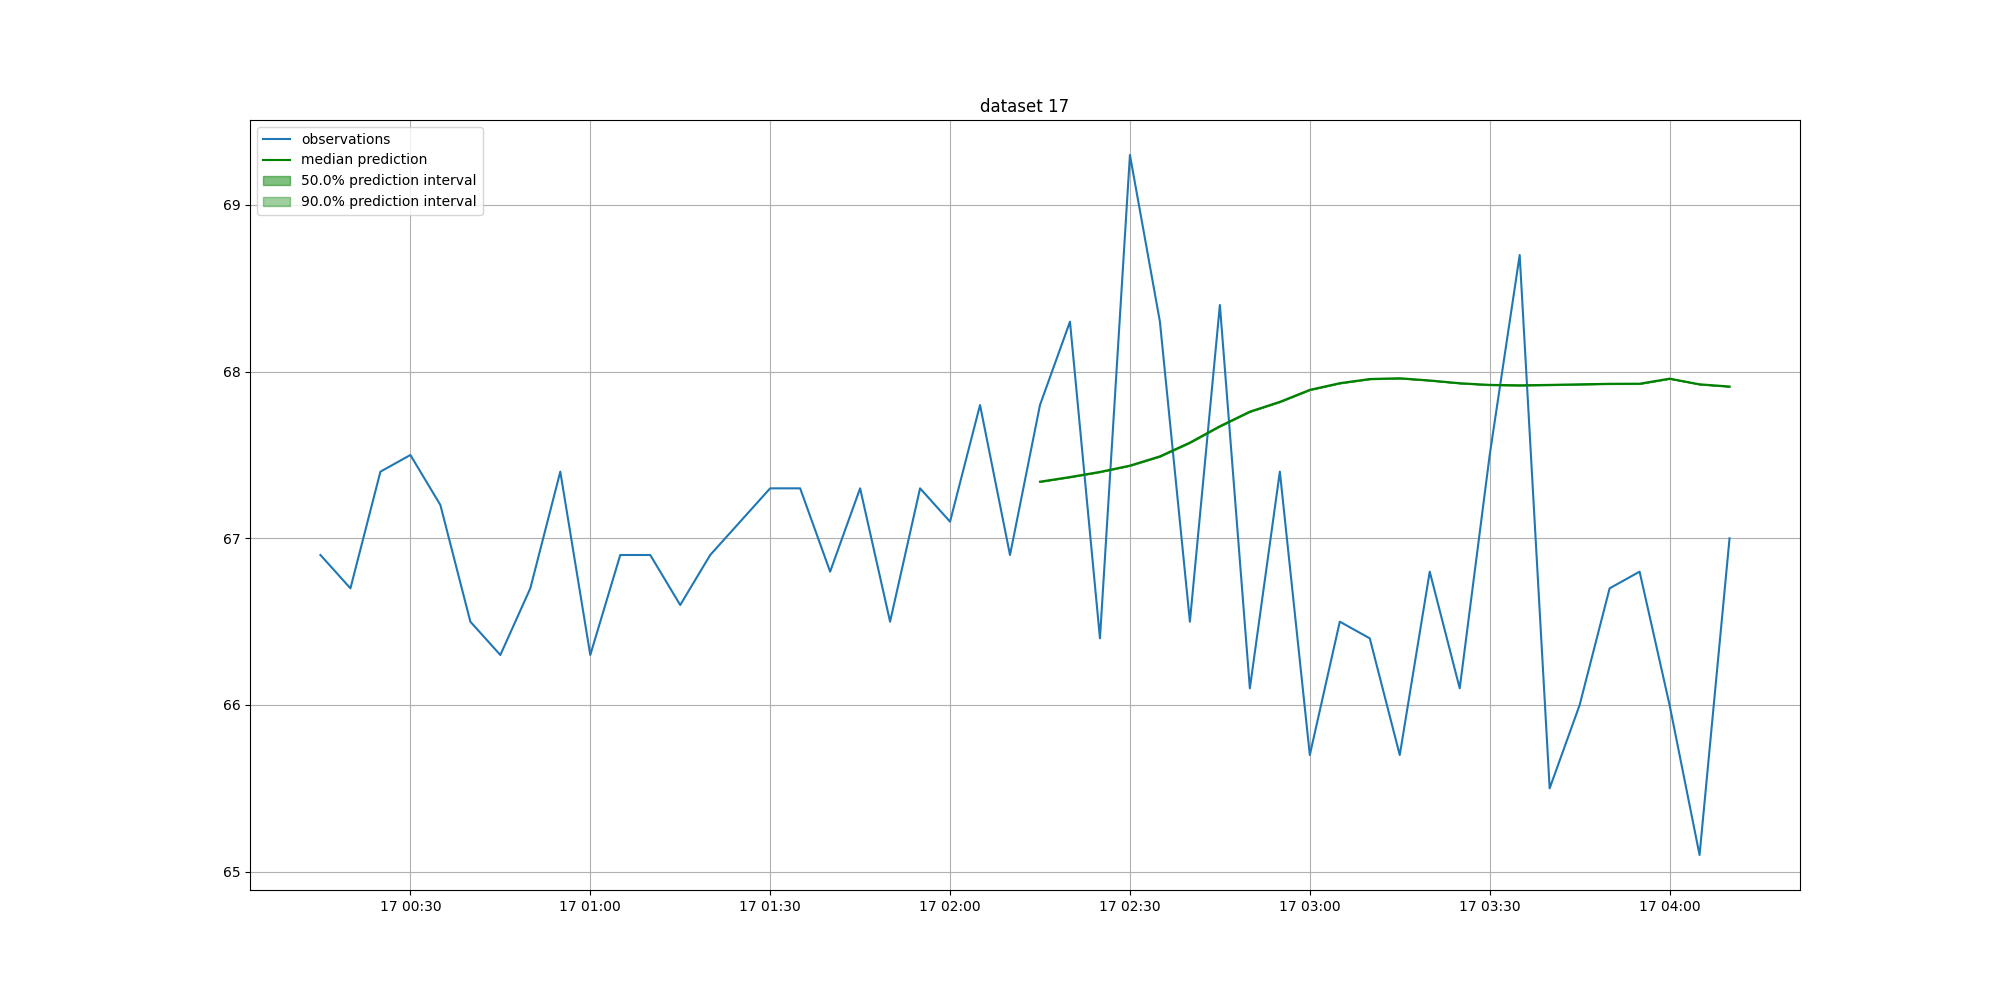 dataset 17
observations
median prediction
50.0% prediction interval
90.0% prediction interval
69
68
67
66
65
17 00:30 17 01:00 17 01:30 17 02:00 17 02:30 17 03:00 17 03:30 17 04:00